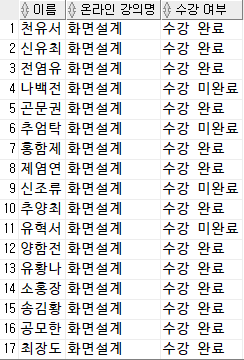 이름 온라인 강의명 수강 여부
1 천유서 화면설계 수강 완료
2 신유최 화면설계 수강 완료
3 전염유 화면설계 수강 완료
4 나백전 화면설계 수강 미완료
5 곤문권 화면설계 수강 완료
6 추엄탁 화면설계 수강 미완료
7 홍함제 화면설계 수강 완료
8 제염연 화면설계 수강 완료
9 신조류 화면설계 수강 미완료
10 추양최 화면설계 수강 완료
11 유혁서 화면설계 수강 미완료
12 양함전 화면설계 수강 완료
13 유황나 화면설계 수강 완료
14 소홍장 화면설계 수강 완료
15 송김황 화면설계 수강 완료
16 공모한 화면설계 수강 완료
17 최장도 화면설계 수강 완료